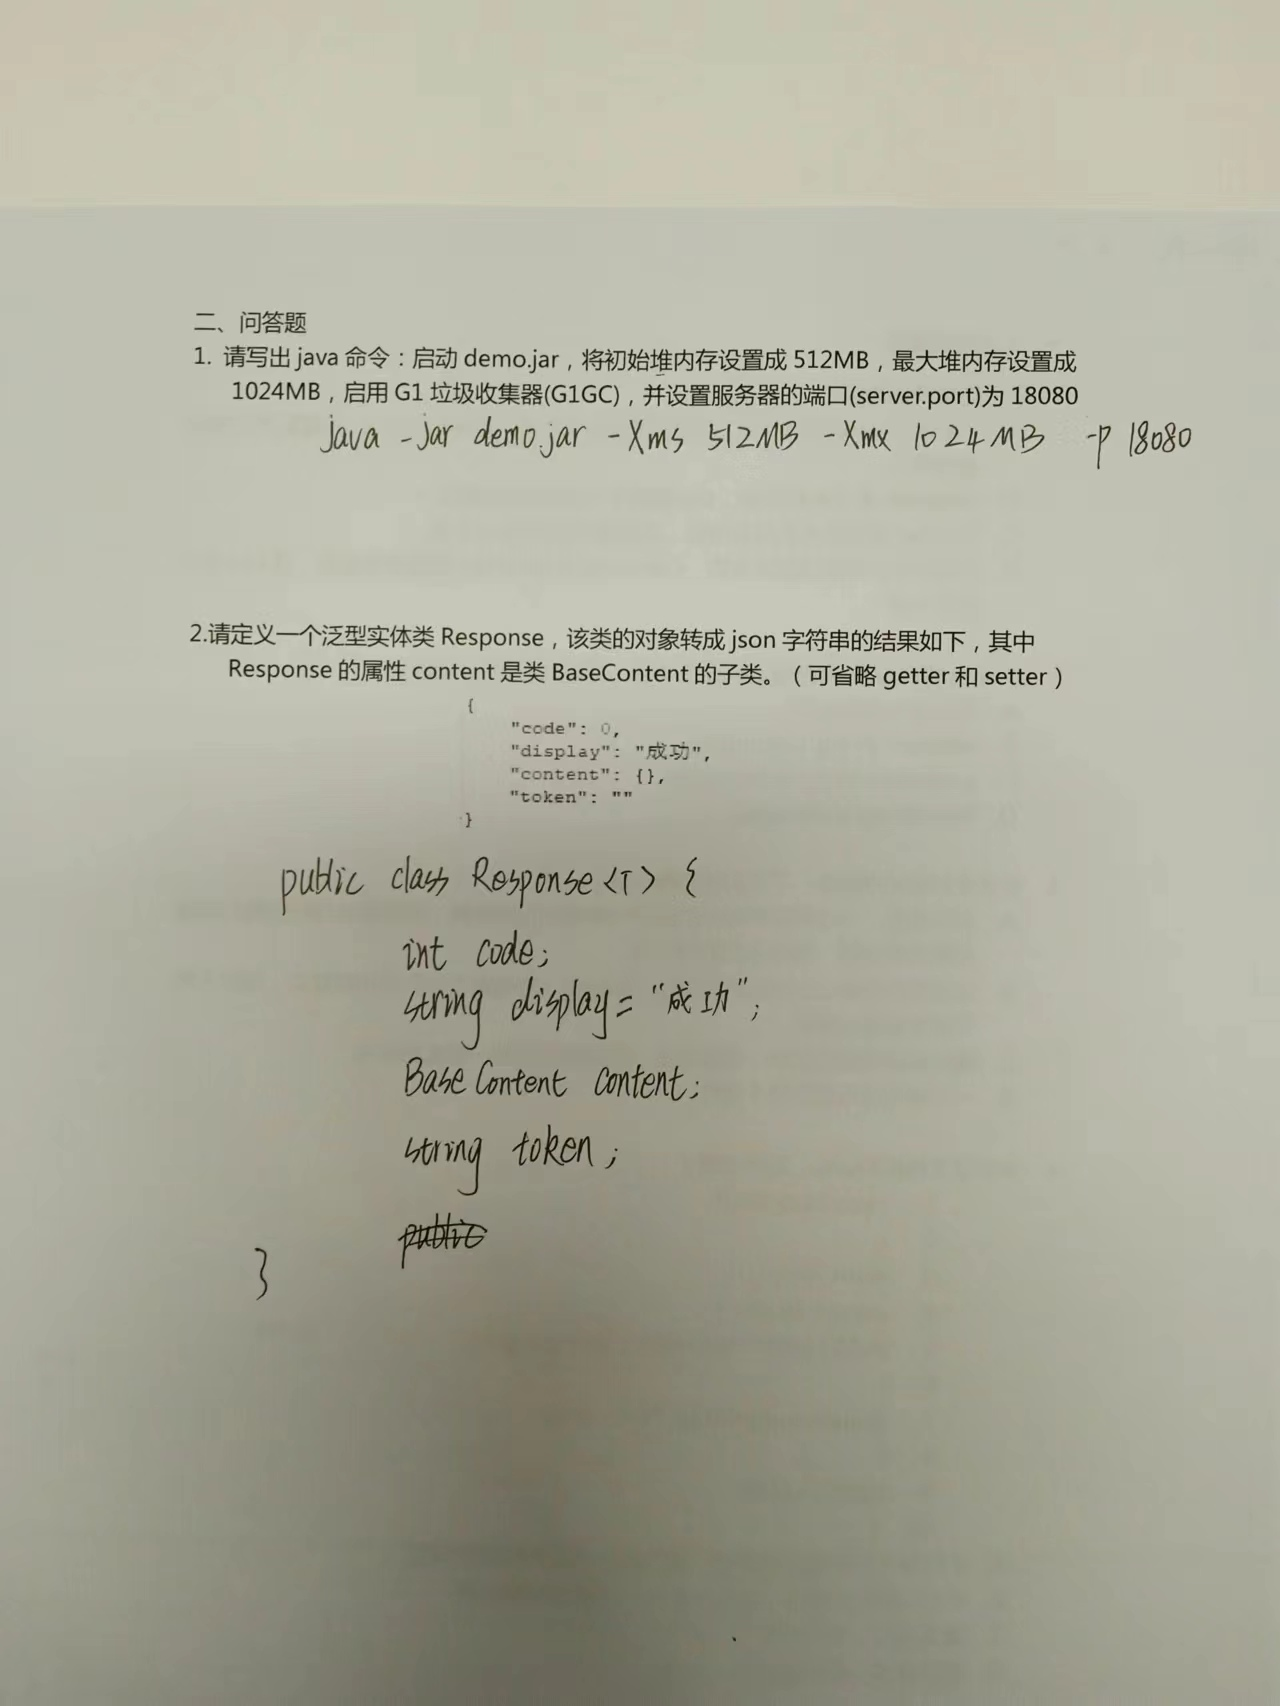 二、问答题
1. 请写出 java 命令：启动 demo.jar，将初始堆内存设置成 512MB，最大堆内存设置成
1024MB，启用 G1 垃圾收集器(G1GC)，并设置服务器的端口(server.port)为 18080
java -jar demo.jar -Xms 512MB -Xmx 1024MB -p 18080
2.请定义一个泛型实体类 Response，该类的对象转成 json 字符串的结果如下，其中
Response 的属性 content 是类 BaseContent 的子类。（可省略 getter 和 setter）
{
"code": 0,
"display": "成功",
"content": {},
"token": ""
}
public class Response <T> {
int code;
string display = "成功";
BaseContent content;
string token;
public
}